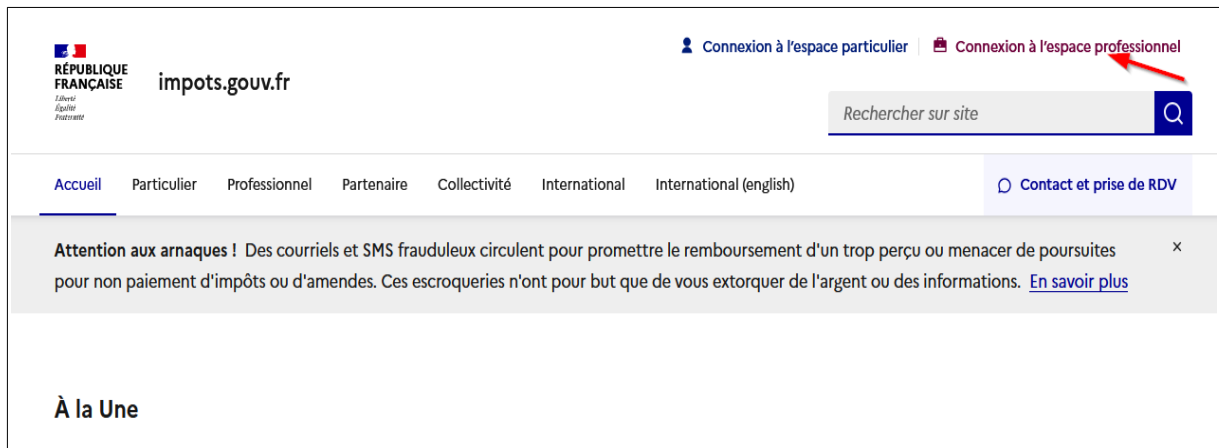 Connexion à l'espace particulier
Connexion à l'espace professionnel
RÉPUBLIQUE
FRANÇAISE
Liberté
Égalité
Fraternité
impots.gouv.fr
Rechercher sur site
Accueil Particulier Professionnel Partenaire Collectivité International International (english) Contact et prise de RDV
Attention aux arnaques ! Des courriels et SMS frauduleux circulent pour promettre le remboursement d'un trop perçu ou menacer de poursuites
pour non paiement d'impôts ou d'amendes. Ces escroqueries n'ont pour but que de vous extorquer de l'argent ou des informations. En savoir plus
À la Une